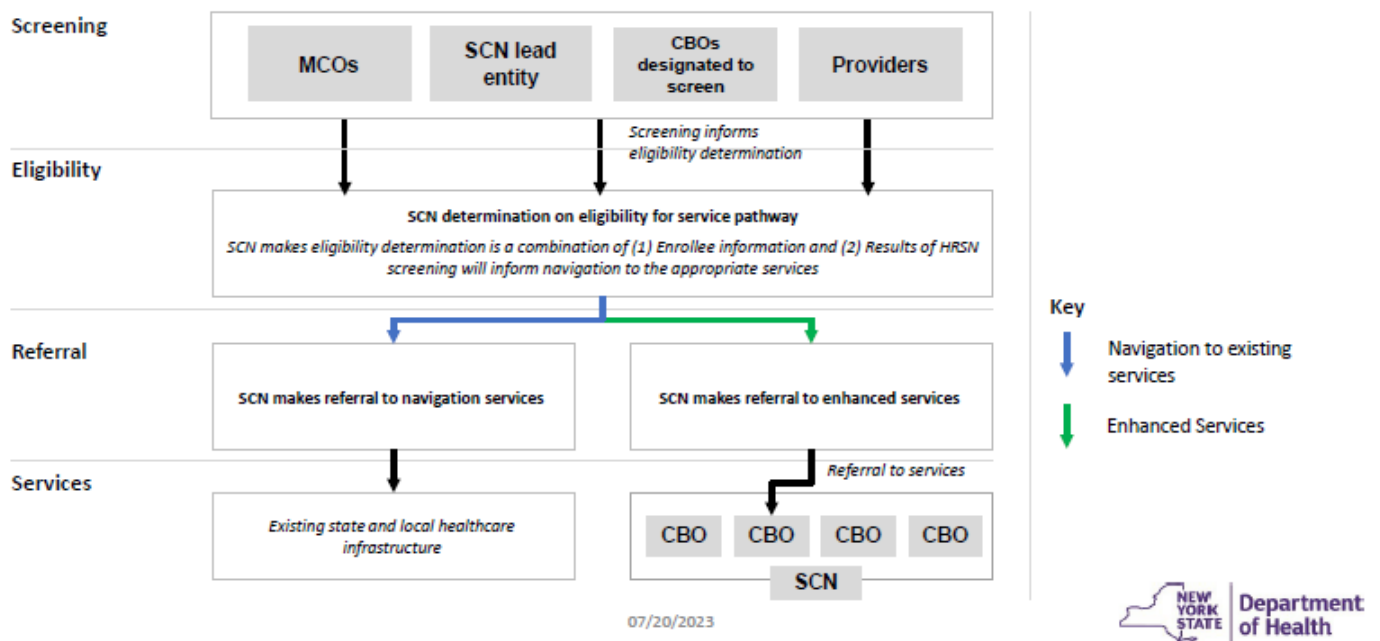 Screening
MCOs
SCN lead
entity
CBOs
designated to
screen
Providers
Screening informs
eligibility determination
Eligibility
SCN determination on eligibility for service pathway
SCN makes eligibility determination is a combination of (1) Enrollee information and (2) Results of HRSN
screening will inform navigation to the appropriate services
Key
Navigation to existing
services
Enhanced Services
Referral
SCN makes referral to navigation services
SCN makes referral to enhanced services
Referral to services
Services
Existing state and local healthcare
infrastructure
CBO
CBO
CBO
CBO
SCN
07/20/2023
NEW
YORK
STATE
Department
of Health